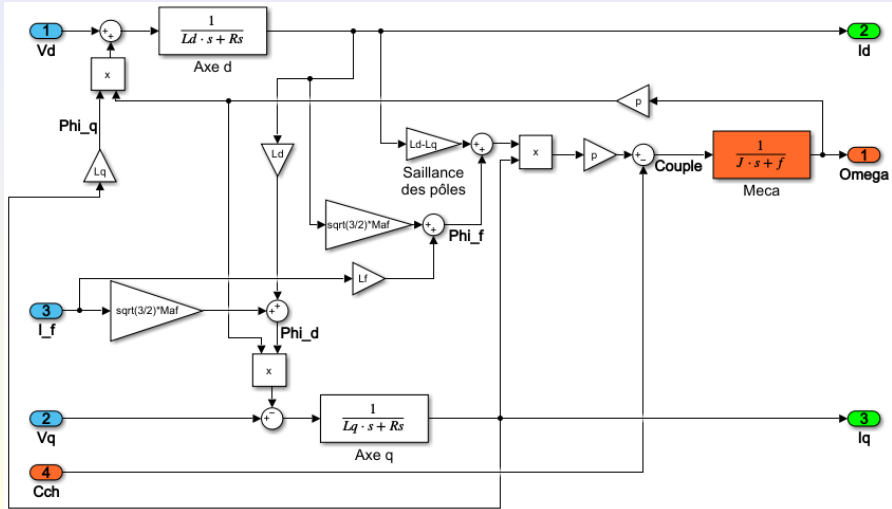 1
Vd
+
+
1
Ld · s + Rs
Axe d
2
Id
x
Phi_q
Lq
Ld
p
Ld-Lq
Saillance
des pôles
+
+
x
p
+
−
Couple
1
J · s + f
Meca
1
Omega
sqrt(3/2)*Maf
+
+
Phi_f
Lf
3
I_f
sqrt(3/2)*Maf
+
+
Phi_d
x
2
Vq
+
−
1
Lq · s + Rs
Axe q
3
Iq
4
Cch